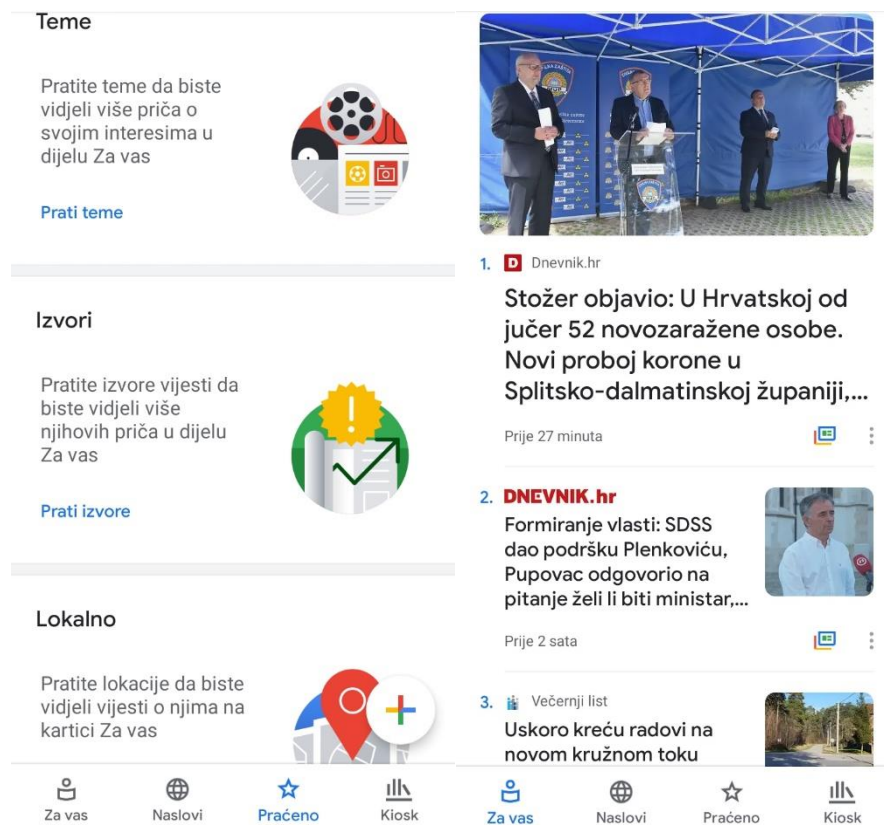 Teme
Pratite teme da biste
vidjeli više priča o
svojim interesima u
dijelu Za vas
Prati teme
Izvori
Pratite izvore vijesti da
biste vidjeli više
njihovih priča u dijelu
Za vas
Prati izvore
Lokalno
Pratite lokacije da biste
vidjeli vijesti o njima na
kartici Za vas
Za vas
Naslovi
Praćeno
Kiosk
1. D Dnevnik.hr
Stožer objavio: U Hrvatskoj od
jučer 52 novozaražene osobe.
Novi proboj korone u
Splitsko-dalmatinskoj županiji,...
Prije 27 minuta
2. DNEVNIK.hr
Formiranje vlasti: SDSS
dao podršku Plenkoviću,
Pupovac odgovorio na
pitanje želi li biti ministar,...
Prije 2 sata
3. Večernji list
Uskoro kreću radovi na
novom kružnom toku
Za vas
Naslovi
Praćeno
Kiosk